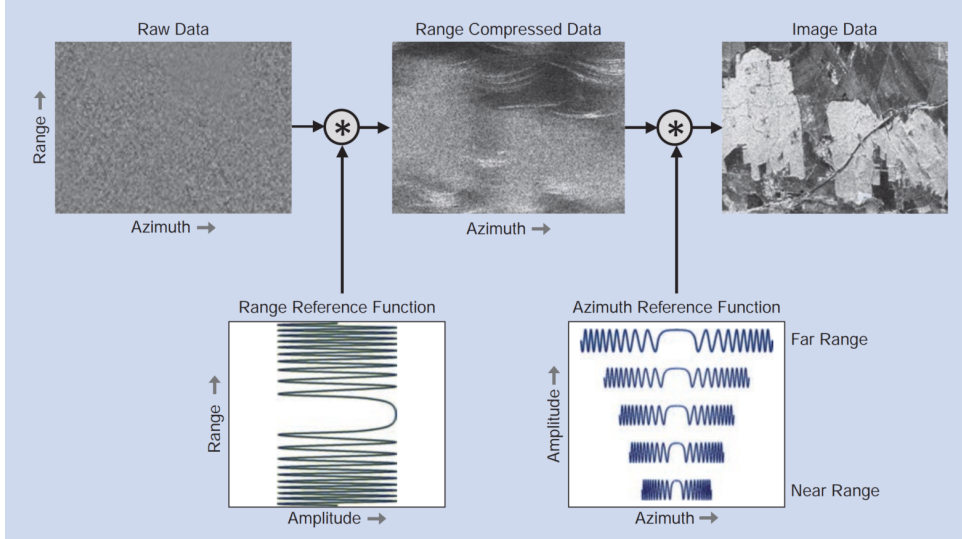 Raw Data
Range Compressed Data
Image Data
Range →
*
*
Azimuth →
Azimuth →
Range Reference Function
Azimuth Reference Function
Far Range
Range →
Amplitude →
Near Range
Amplitude →
Azimuth →